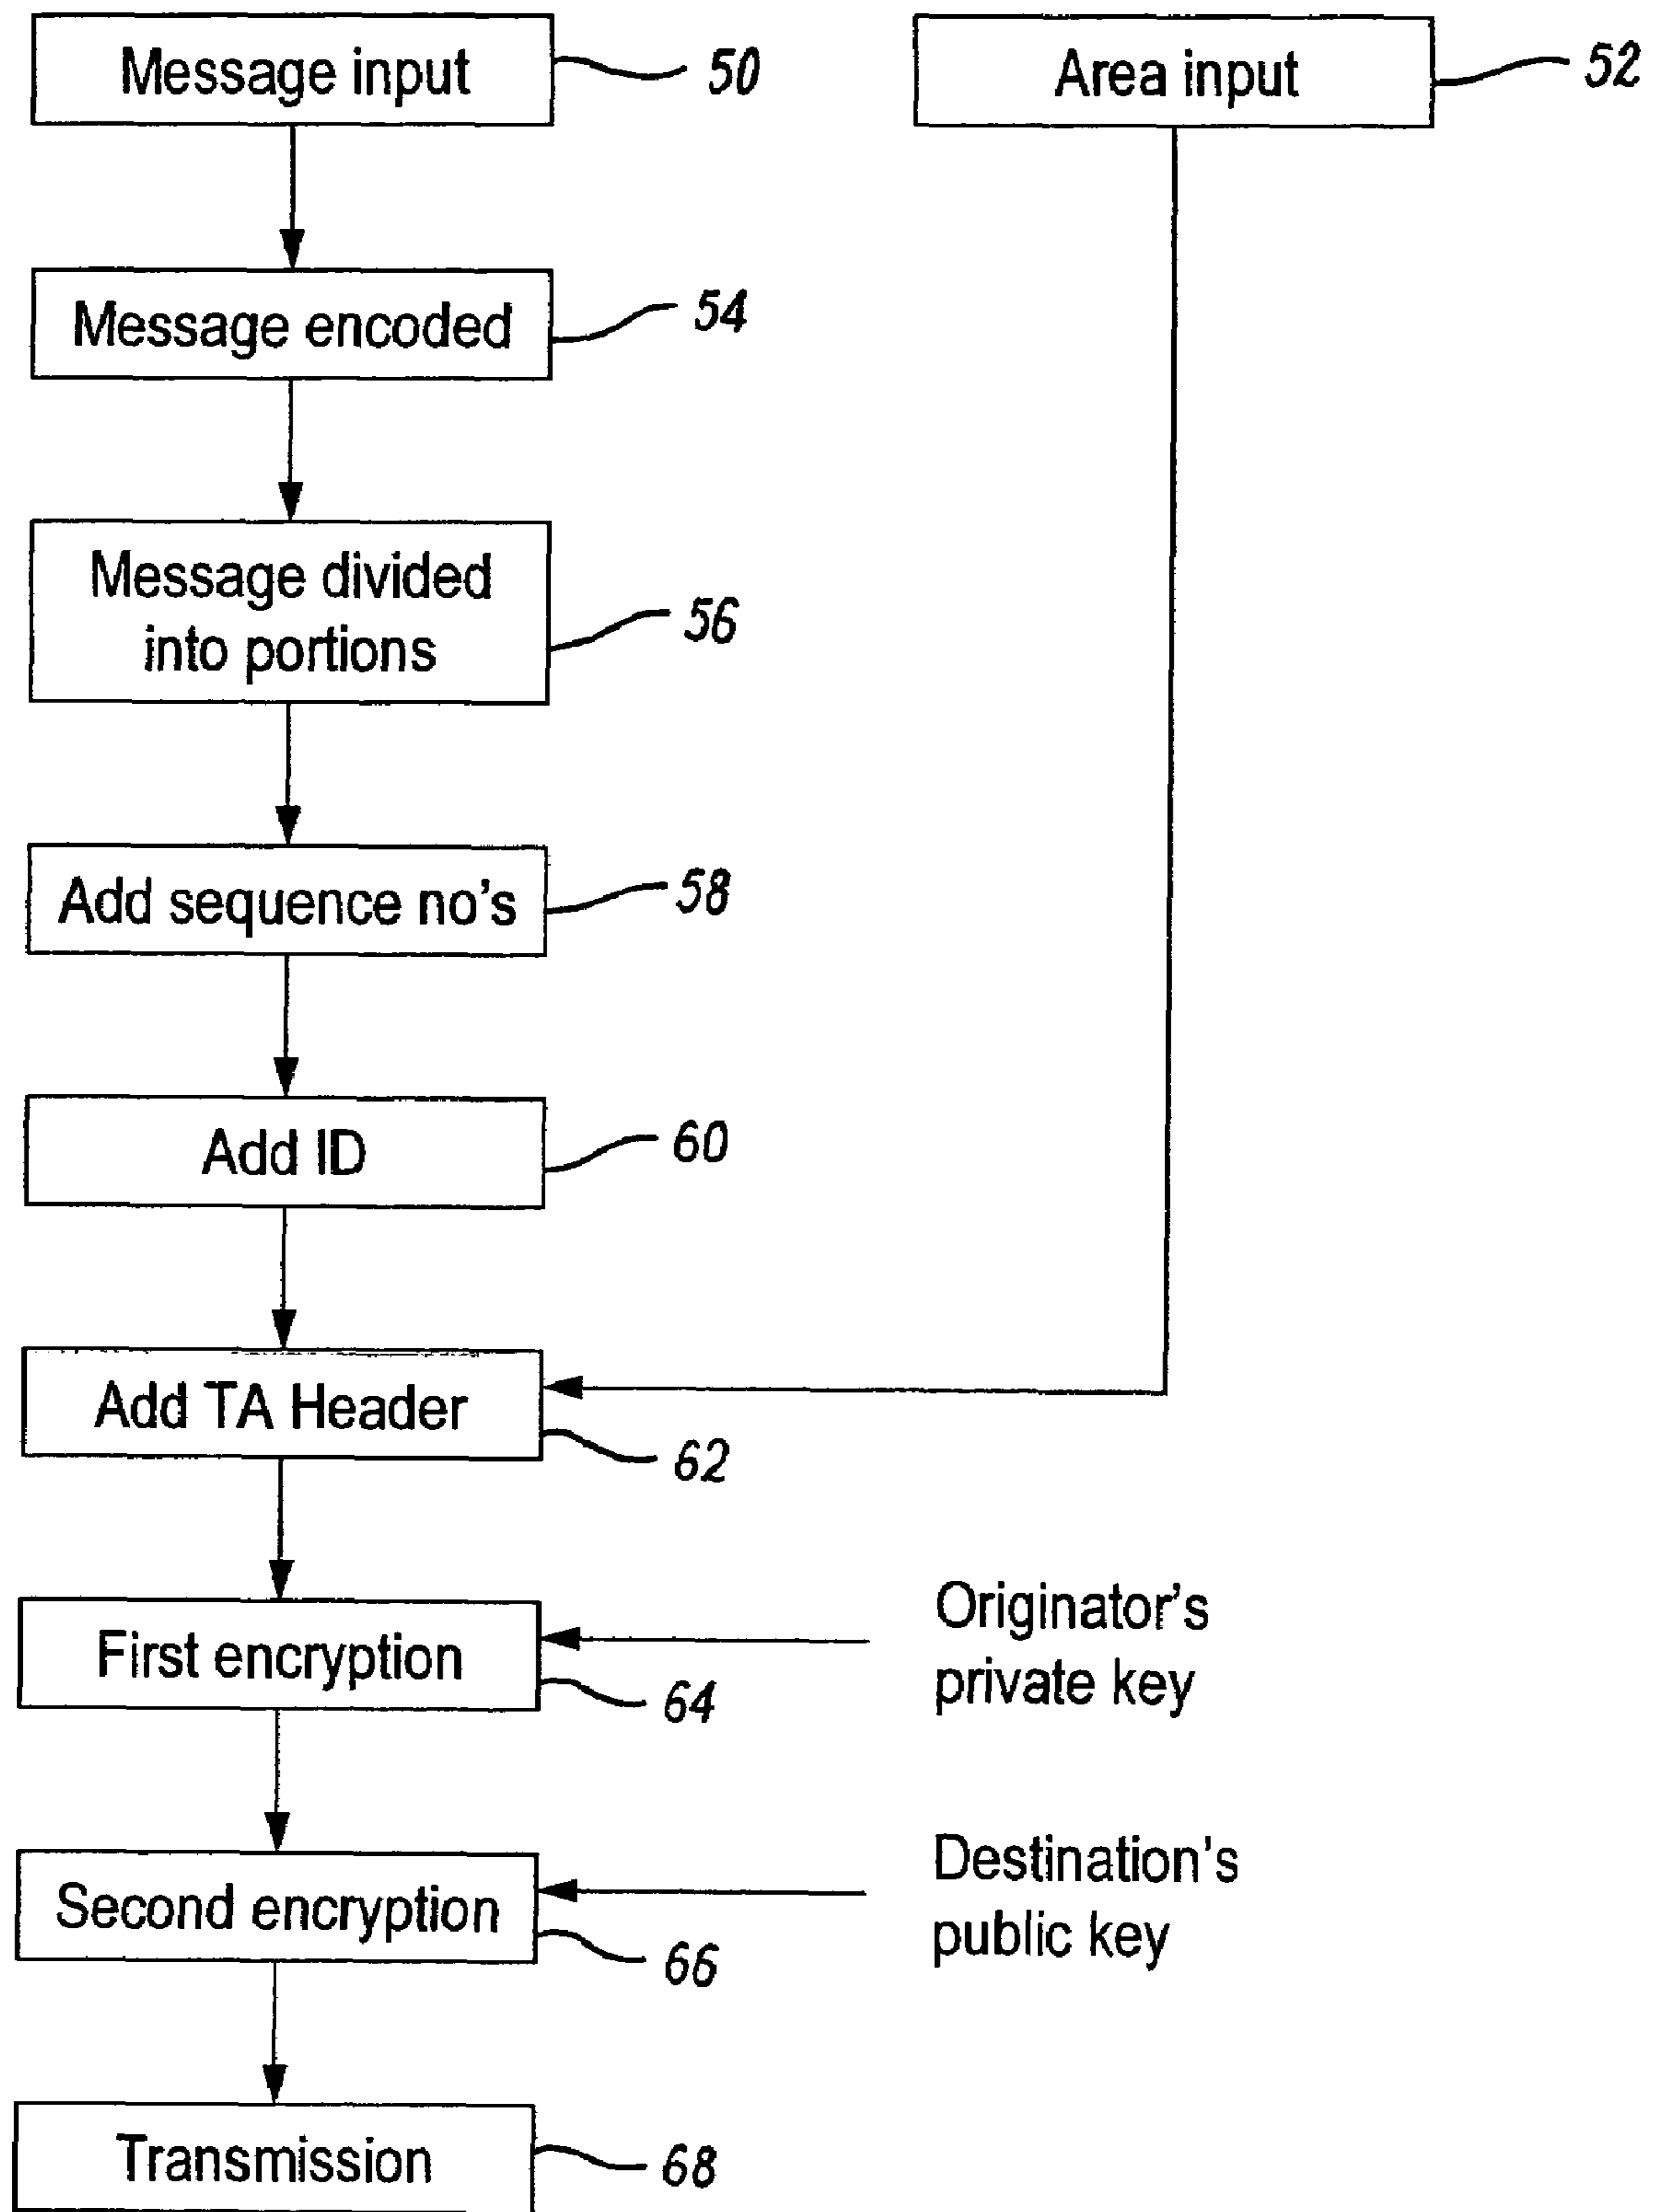 Message input
50
Area input
52
Message encoded
54
Message divided
into portions
56
Add sequence no's
58
Add ID
60
Add TA Header
62
First encryption
64
Originator's
private key
Second encryption
66
Destination's
public key
Transmission
68